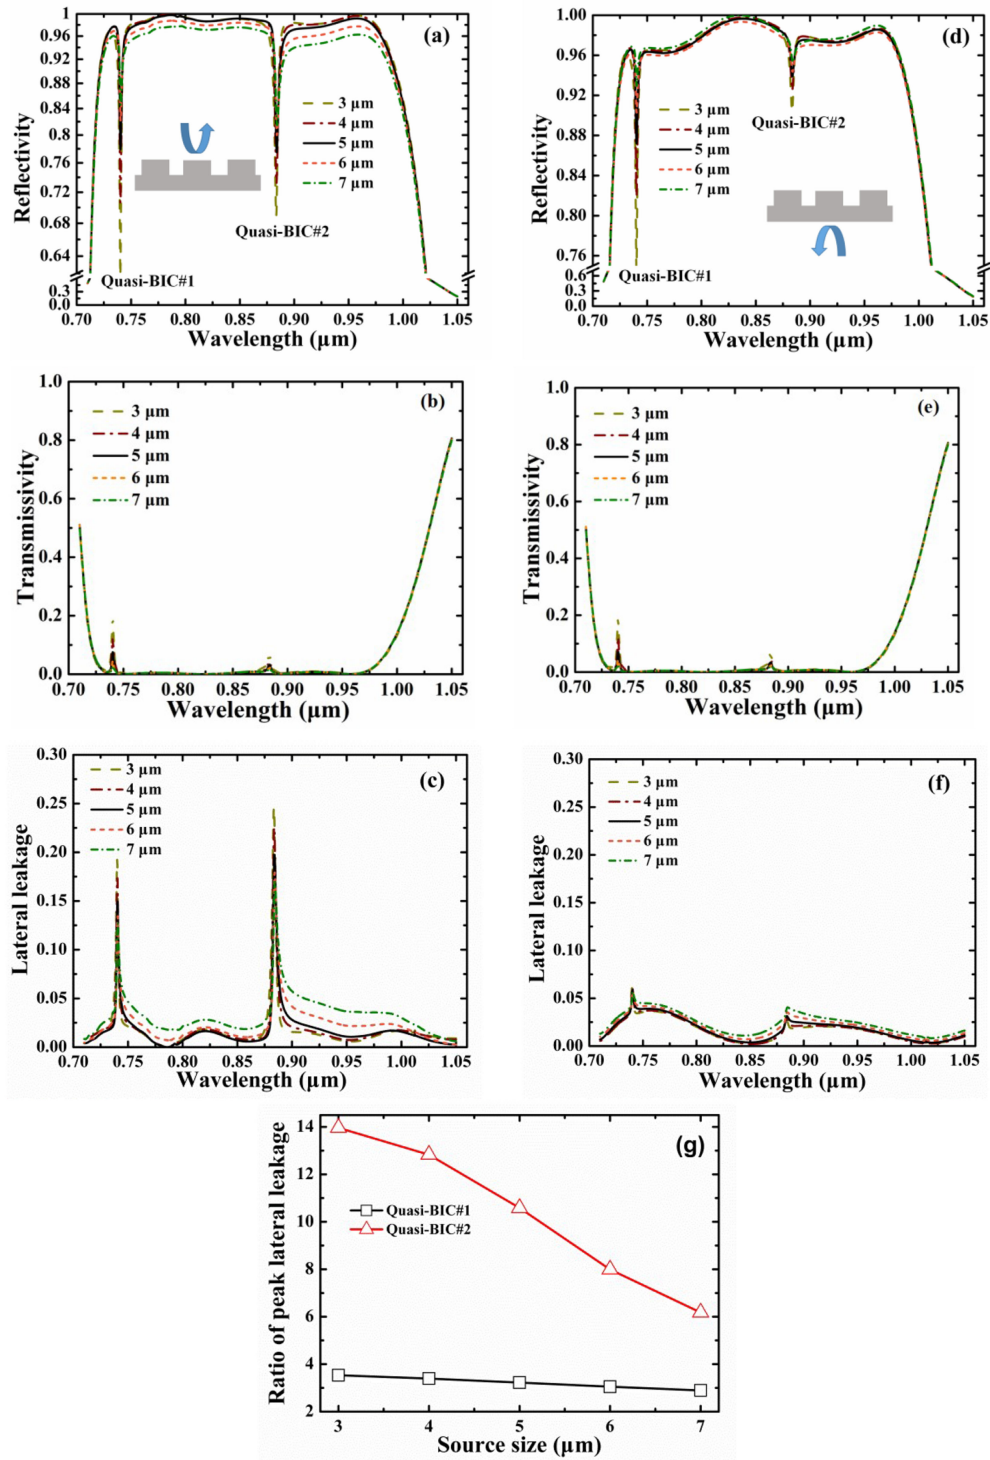 (a)
Reflectivity
1
0.96
0.92
0.88
0.84
0.8
0.76
0.72
0.68
0.64
0.3
0.0
3 μm
4 μm
5 μm
6 μm
7 μm
Quasi-BIC#2
Quasi-BIC#1
0.70 0.75 0.80 0.85 0.90 0.95 1.00 1.05
Wavelength (μm)
(d)
Reflectivity
1.00
0.96
0.92
0.88
0.84
0.80
0.76
0.6
0.3
0.0
3 μm
4 μm
5 μm
6 μm
7 μm
Quasi-BIC#2
Quasi-BIC#1
0.70 0.75 0.80 0.85 0.90 0.95 1.00 1.05
Wavelength (μm)
(b)
Transmissivity
1.0
0.8
0.6
0.4
0.2
0.0
3 μm
4 μm
5 μm
6 μm
7 μm
0.70 0.75 0.80 0.85 0.90 0.95 1.00 1.05
Wavelength (μm)
(e)
Transmissivity
1.0
0.8
0.6
0.4
0.2
0.0
3 μm
4 μm
5 μm
6 μm
7 μm
0.70 0.75 0.80 0.85 0.90 0.95 1.00 1.05
Wavelength (μm)
(c)
Lateral leakage
0.30
0.25
0.20
0.15
0.10
0.05
0.00
3 μm
4 μm
5 μm
6 μm
7 μm
0.70 0.75 0.80 0.85 0.90 0.95 1.00 1.05
Wavelength (μm)
(f)
Lateral leakage
0.30
0.25
0.20
0.15
0.10
0.05
0.00
3 μm
4 μm
5 μm
6 μm
7 μm
0.70 0.75 0.80 0.85 0.90 0.95 1.00 1.05
Wavelength (μm)
(g)
Ratio of peak lateral leakage
14
12
10
8
6
4
2
Quasi-BIC#1
Quasi-BIC#2
3 4 5 6 7
Source size (μm)